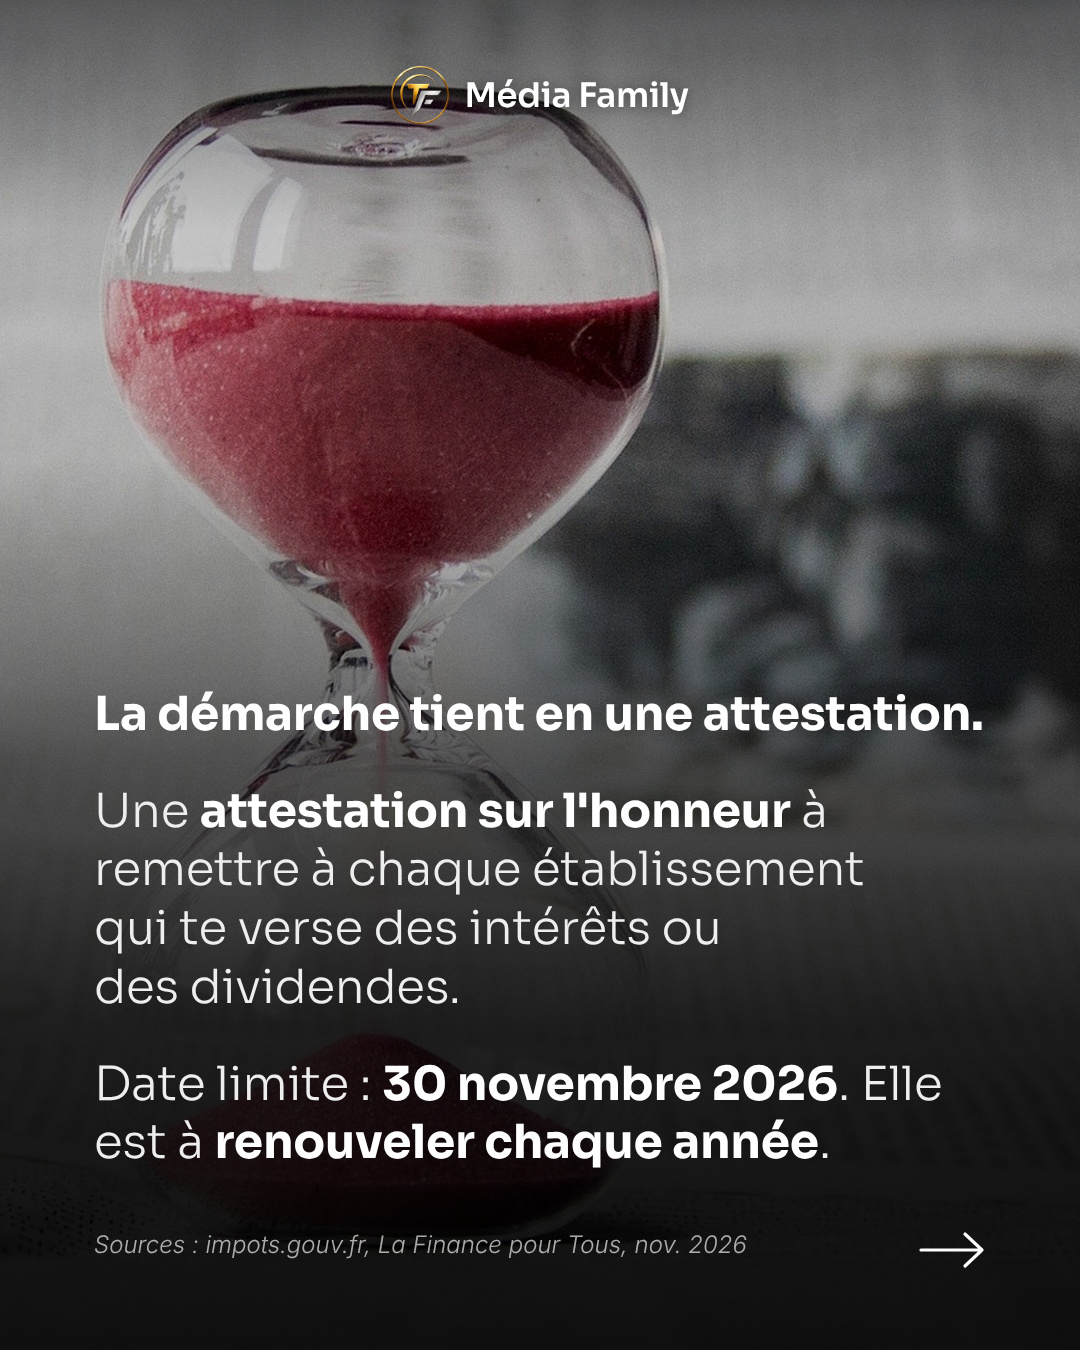 TF Média Family
La démarche tient en une attestation.
Une attestation sur l'honneur à
remettre à chaque établissement
qui te verse des intérêts ou
des dividendes.
Date limite : 30 novembre 2026. Elle
est à renouveler chaque année.
Sources : impots.gouv.fr, La Finance pour Tous, nov. 2026